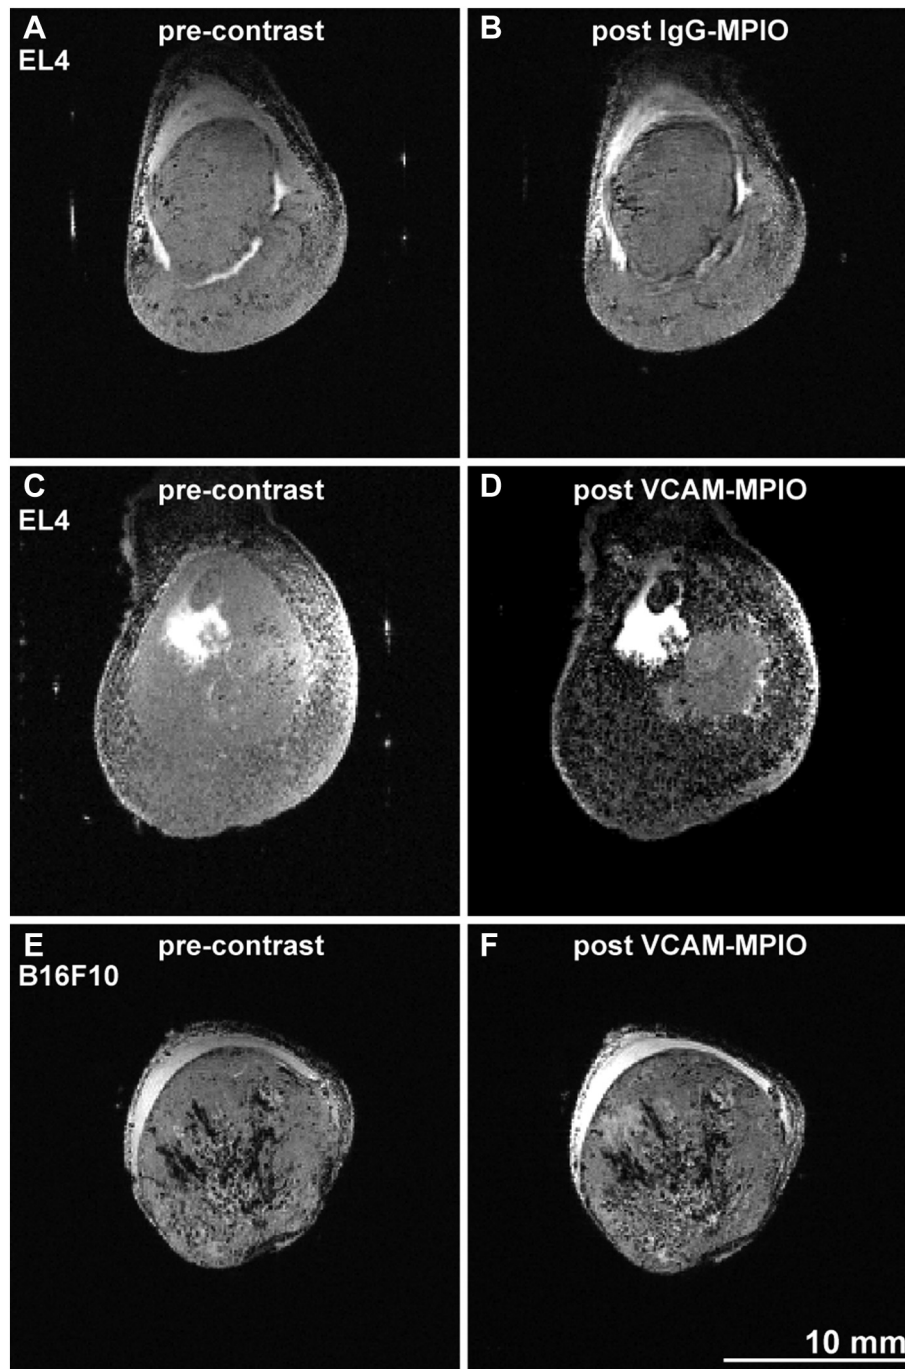 A pre-contrast
EL4
B post IgG-MPIO
C pre-contrast
EL4
D post VCAM-MPIO
E pre-contrast
B16F10
F post VCAM-MPIO
10 mm